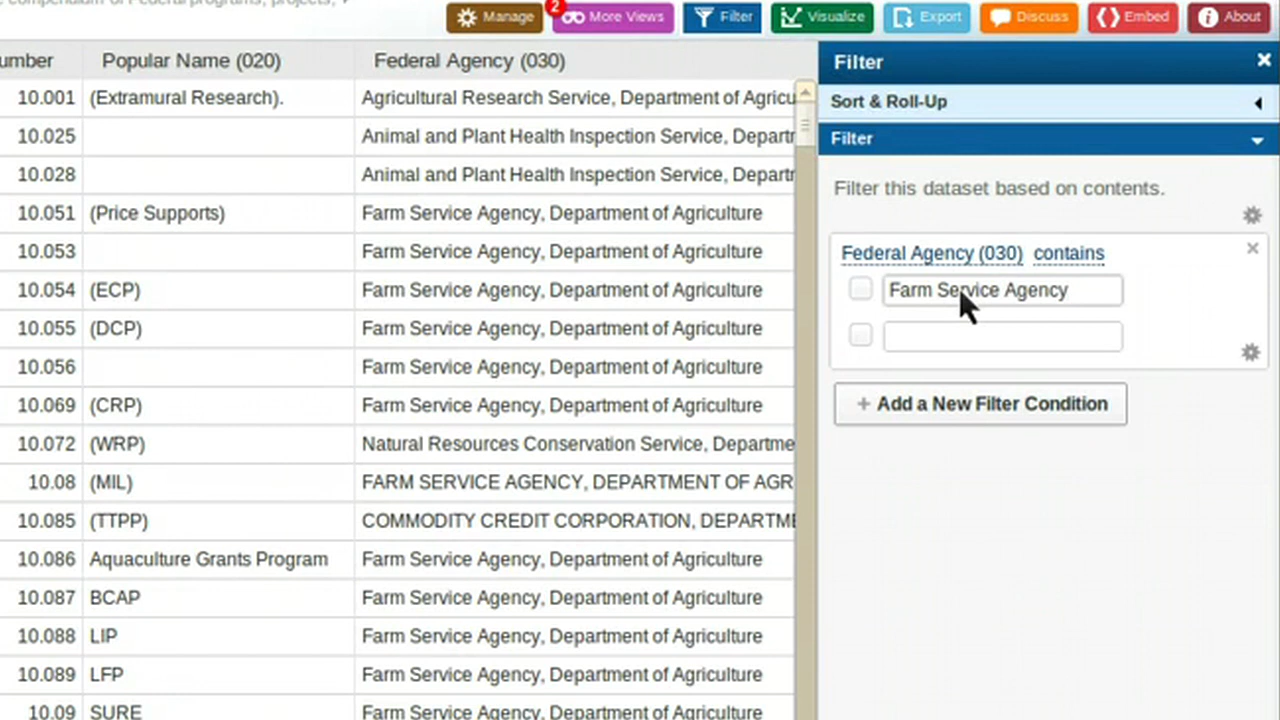 compendium of Federal programs, projects,
2
Manage
More Views
Filter
Visualize
Export
Discuss
Embed
About
umber
Popular Name (020)
Federal Agency (030)
10.001 (Extramural Research). Agricultural Research Service, Department of Agricu
10.025 Animal and Plant Health Inspection Service, Departr
10.028 Animal and Plant Health Inspection Service, Departr
10.051 (Price Supports) Farm Service Agency, Department of Agriculture
10.053 Farm Service Agency, Department of Agriculture
10.054 (ECP) Farm Service Agency, Department of Agriculture
10.055 (DCP) Farm Service Agency, Department of Agriculture
10.056 Farm Service Agency, Department of Agriculture
10.069 (CRP) Farm Service Agency, Department of Agriculture
10.072 (WRP) Natural Resources Conservation Service, Departme
10.08 (MIL) FARM SERVICE AGENCY, DEPARTMENT OF AGR
10.085 (TTPP) COMMODITY CREDIT CORPORATION, DEPARTME
10.086 Aquaculture Grants Program Farm Service Agency, Department of Agriculture
10.087 BCAP Farm Service Agency, Department of Agriculture
10.088 LIP Farm Service Agency, Department of Agriculture
10.089 LFP Farm Service Agency, Department of Agriculture
10.09 SURE Farm Service Agency, Department of Agriculture
Filter
Sort & Roll-Up
Filter
Filter this dataset based on contents.
Federal Agency (030) contains
Farm Service Agency
+ Add a New Filter Condition